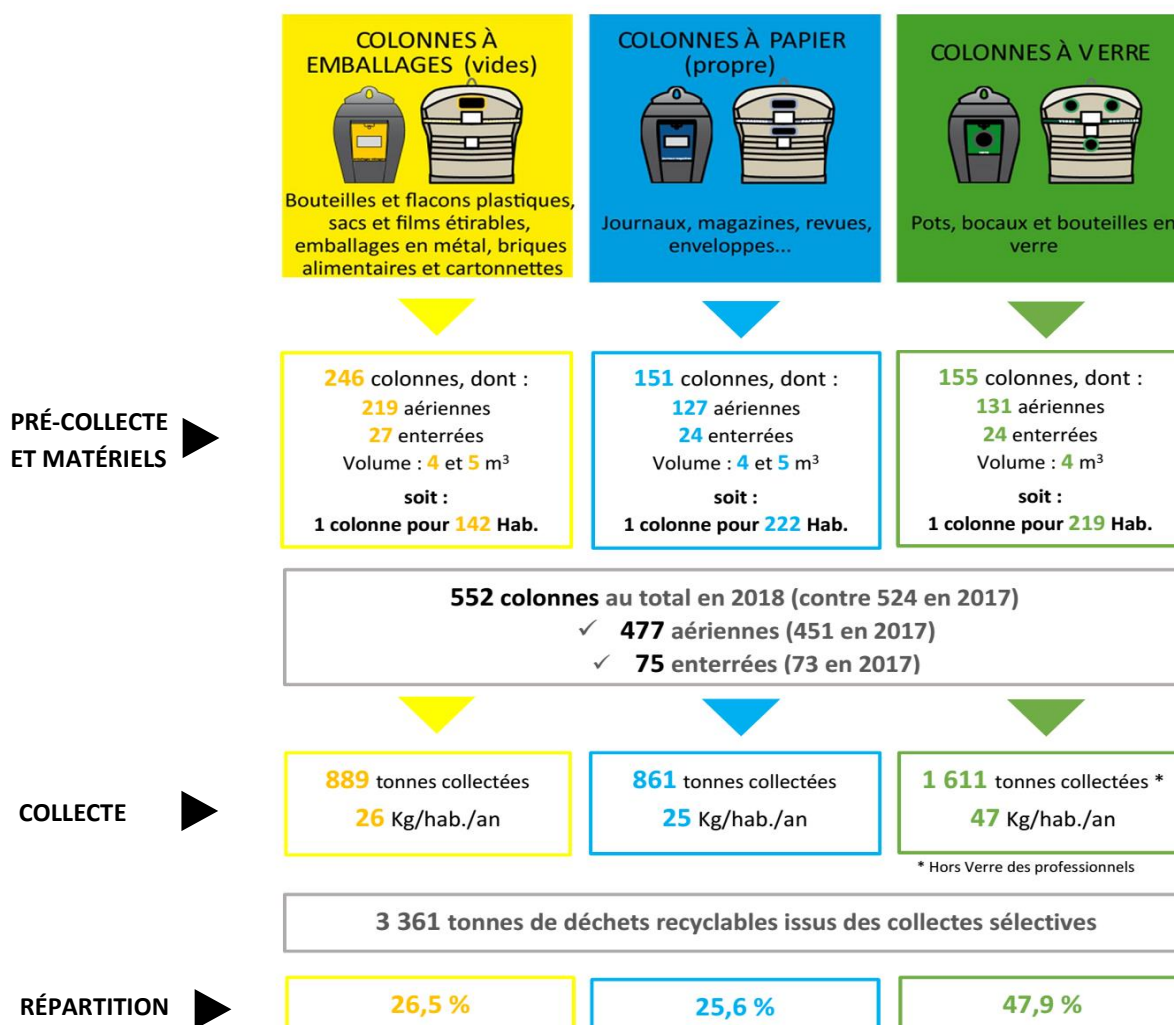 COLONNES À
EMBALLAGES (vides)
Bouteilles et flacons plastiques,
sacs et films étirables,
emballages en métal, briques
alimentaires et cartonnettes
COLONNES À PAPIER
(propre)
Journaux, magazines, revues,
enveloppes...
COLONNES À VERRE
Pots, bocaux et bouteilles en
verre
PRÉ-COLLECTE
ET MATÉRIELS
246 colonnes, dont :
219 aériennes
27 enterrées
Volume : 4 et 5 m³
soit :
1 colonne pour 142 Hab.
151 colonnes, dont :
127 aériennes
24 enterrées
Volume : 4 et 5 m³
soit :
1 colonne pour 222 Hab.
155 colonnes, dont :
131 aériennes
24 enterrées
Volume : 4 m³
soit :
1 colonne pour 219 Hab.
552 colonnes au total en 2018 (contre 524 en 2017)
✓ 477 aériennes (451 en 2017)
✓ 75 enterrées (73 en 2017)
COLLECTE
889 tonnes collectées
26 Kg/hab./an
861 tonnes collectées
25 Kg/hab./an
1 611 tonnes collectées *
47 Kg/hab./an
* Hors Verre des professionnels
3 361 tonnes de déchets recyclables issus des collectes sélectives
RÉPARTITION
26,5 %
25,6 %
47,9 %